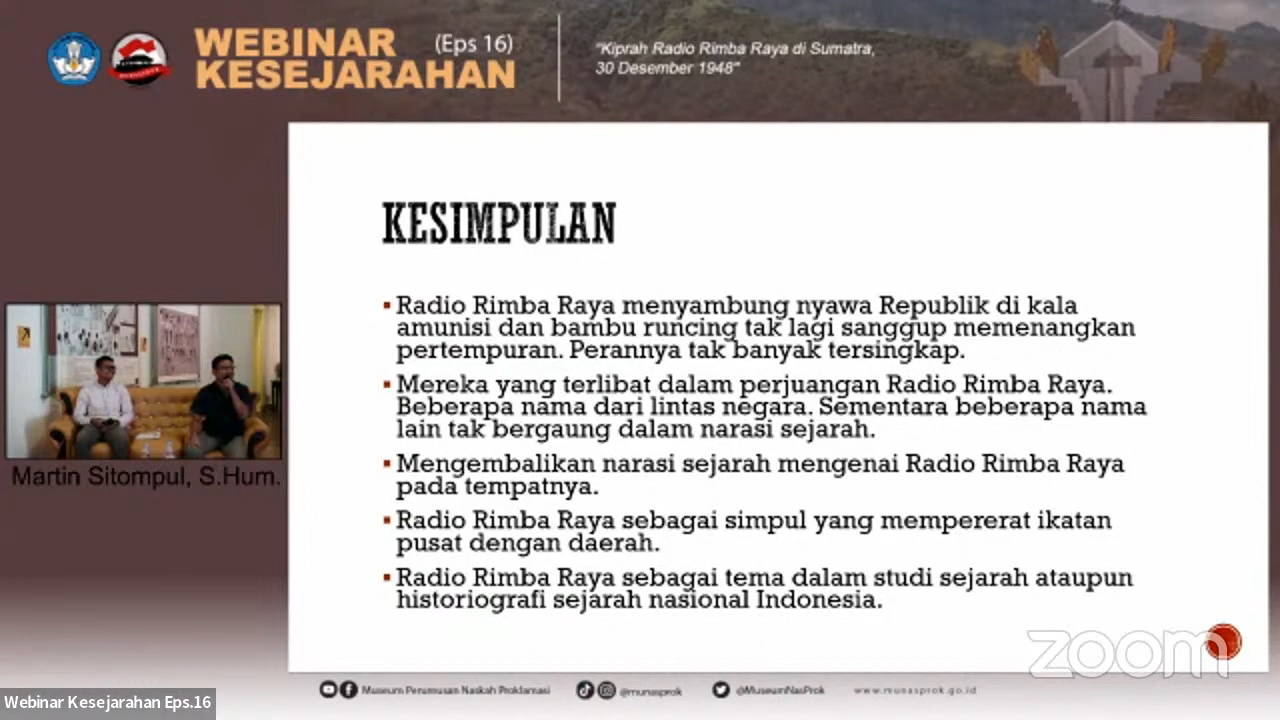 WEBINAR (Eps 16)
KESEJARAHAN
"Kiprah Radio Rimba Raya di Sumatra,
30 Desember 1948"
KESIMPULAN
Radio Rimba Raya menyambung nyawa Republik di kala
amunisi dan bambu runcing tak lagi sanggup memenangkan
pertempuran. Perannya tak banyak tersingkap.
Mereka yang terlibat dalam perjuangan Radio Rimba Raya.
Beberapa nama dari lintas negara. Sementara beberapa nama
lain tak bergaung dalam narasi sejarah.
Mengembalikan narasi sejarah mengenai Radio Rimba Raya
pada tempatnya.
Radio Rimba Raya sebagai simpul yang mempererat ikatan
pusat dengan daerah.
Radio Rimba Raya sebagai tema dalam studi sejarah ataupun
historiografi sejarah nasional Indonesia.
Martin Sitompul, S.Hum.
zoom
Museum Perumusan Naskah Proklamasi @munasprok @MuseumNasProk www.munasprok.go.id
Webinar Kesejarahan Eps.16